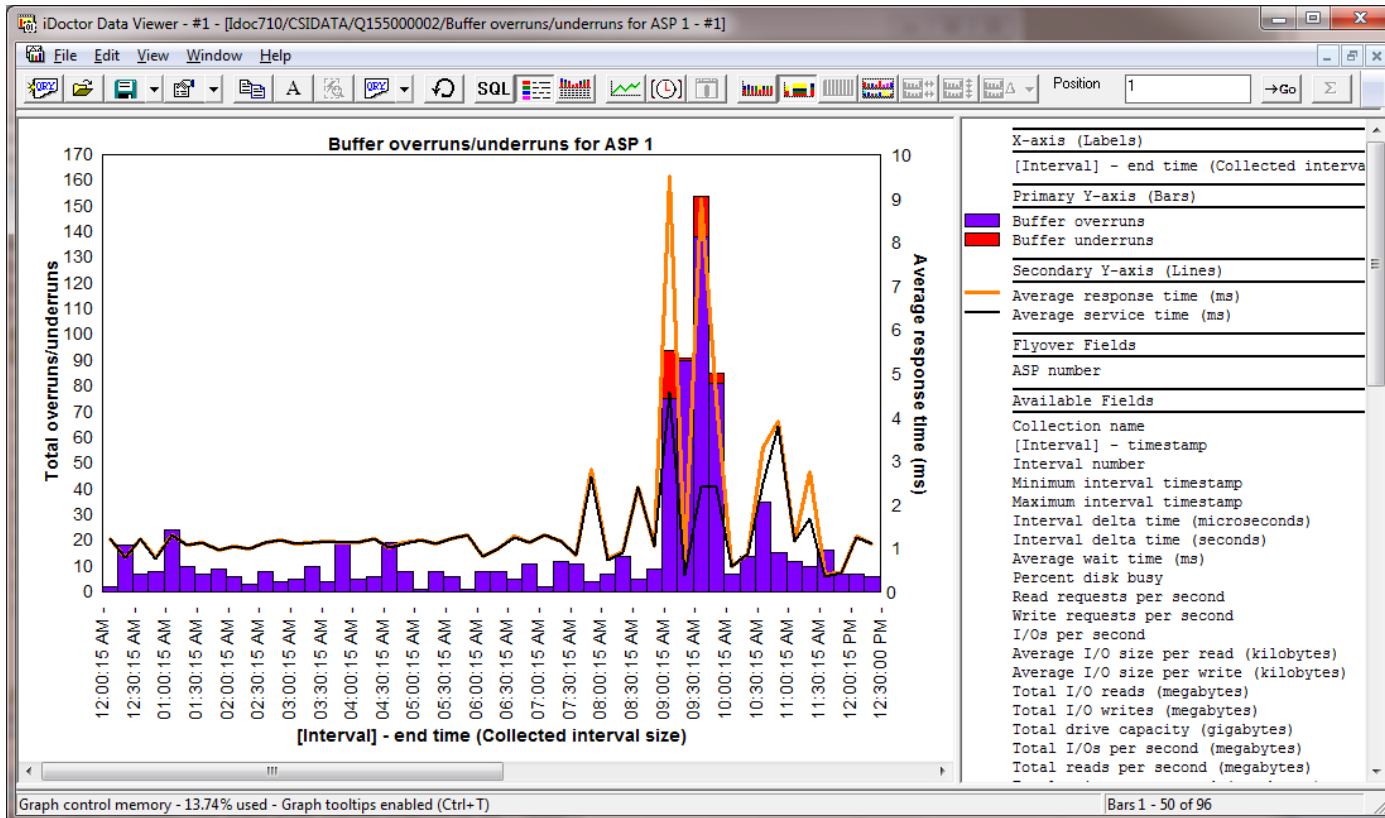 iDoctor Data Viewer - #1 - [Idoc710/CSIDATA/Q155000002/Buffer overruns/underruns for ASP 1 - #1]
File Edit View Window Help
QRY A QRY SQL Position 1 →Go Σ
Buffer overruns/underruns for ASP 1
Total overruns/underruns
170
160
150
140
130
120
110
100
90
80
70
60
50
40
30
20
10
0
10
9
8
7
6
5
4
3
2
1
0
Average response time (ms)
12:00:15 AM -
12:30:15 AM -
01:00:15 AM -
01:30:15 AM -
02:00:15 AM -
02:30:15 AM -
03:00:15 AM -
03:30:15 AM -
04:00:15 AM -
04:30:15 AM -
05:00:15 AM -
05:30:15 AM -
06:00:15 AM -
06:30:15 AM -
07:00:15 AM -
07:30:15 AM -
08:00:15 AM -
08:30:15 AM -
09:00:15 AM -
09:30:15 AM -
10:00:15 AM -
10:30:15 AM -
11:00:15 AM -
11:30:15 AM -
12:00:15 PM -
12:30:00 PM -
[Interval] - end time (Collected interval size)
X-axis (Labels)
[Interval] - end time (Collected interva
Primary Y-axis (Bars)
Buffer overruns
Buffer underruns
Secondary Y-axis (Lines)
Average response time (ms)
Average service time (ms)
Flyover Fields
ASP number
Available Fields
Collection name
[Interval] - timestamp
Interval number
Minimum interval timestamp
Maximum interval timestamp
Interval delta time (microseconds)
Interval delta time (seconds)
Average wait time (ms)
Percent disk busy
Read requests per second
Write requests per second
I/Os per second
Average I/O size per read (kilobytes)
Average I/O size per write (kilobytes)
Total I/O reads (megabytes)
Total I/O writes (megabytes)
Total drive capacity (gigabytes)
Total I/Os per second (megabytes)
Total reads per second (megabytes)
Graph control memory - 13.74% used - Graph tooltips enabled (Ctrl+T)
Bars 1 - 50 of 96